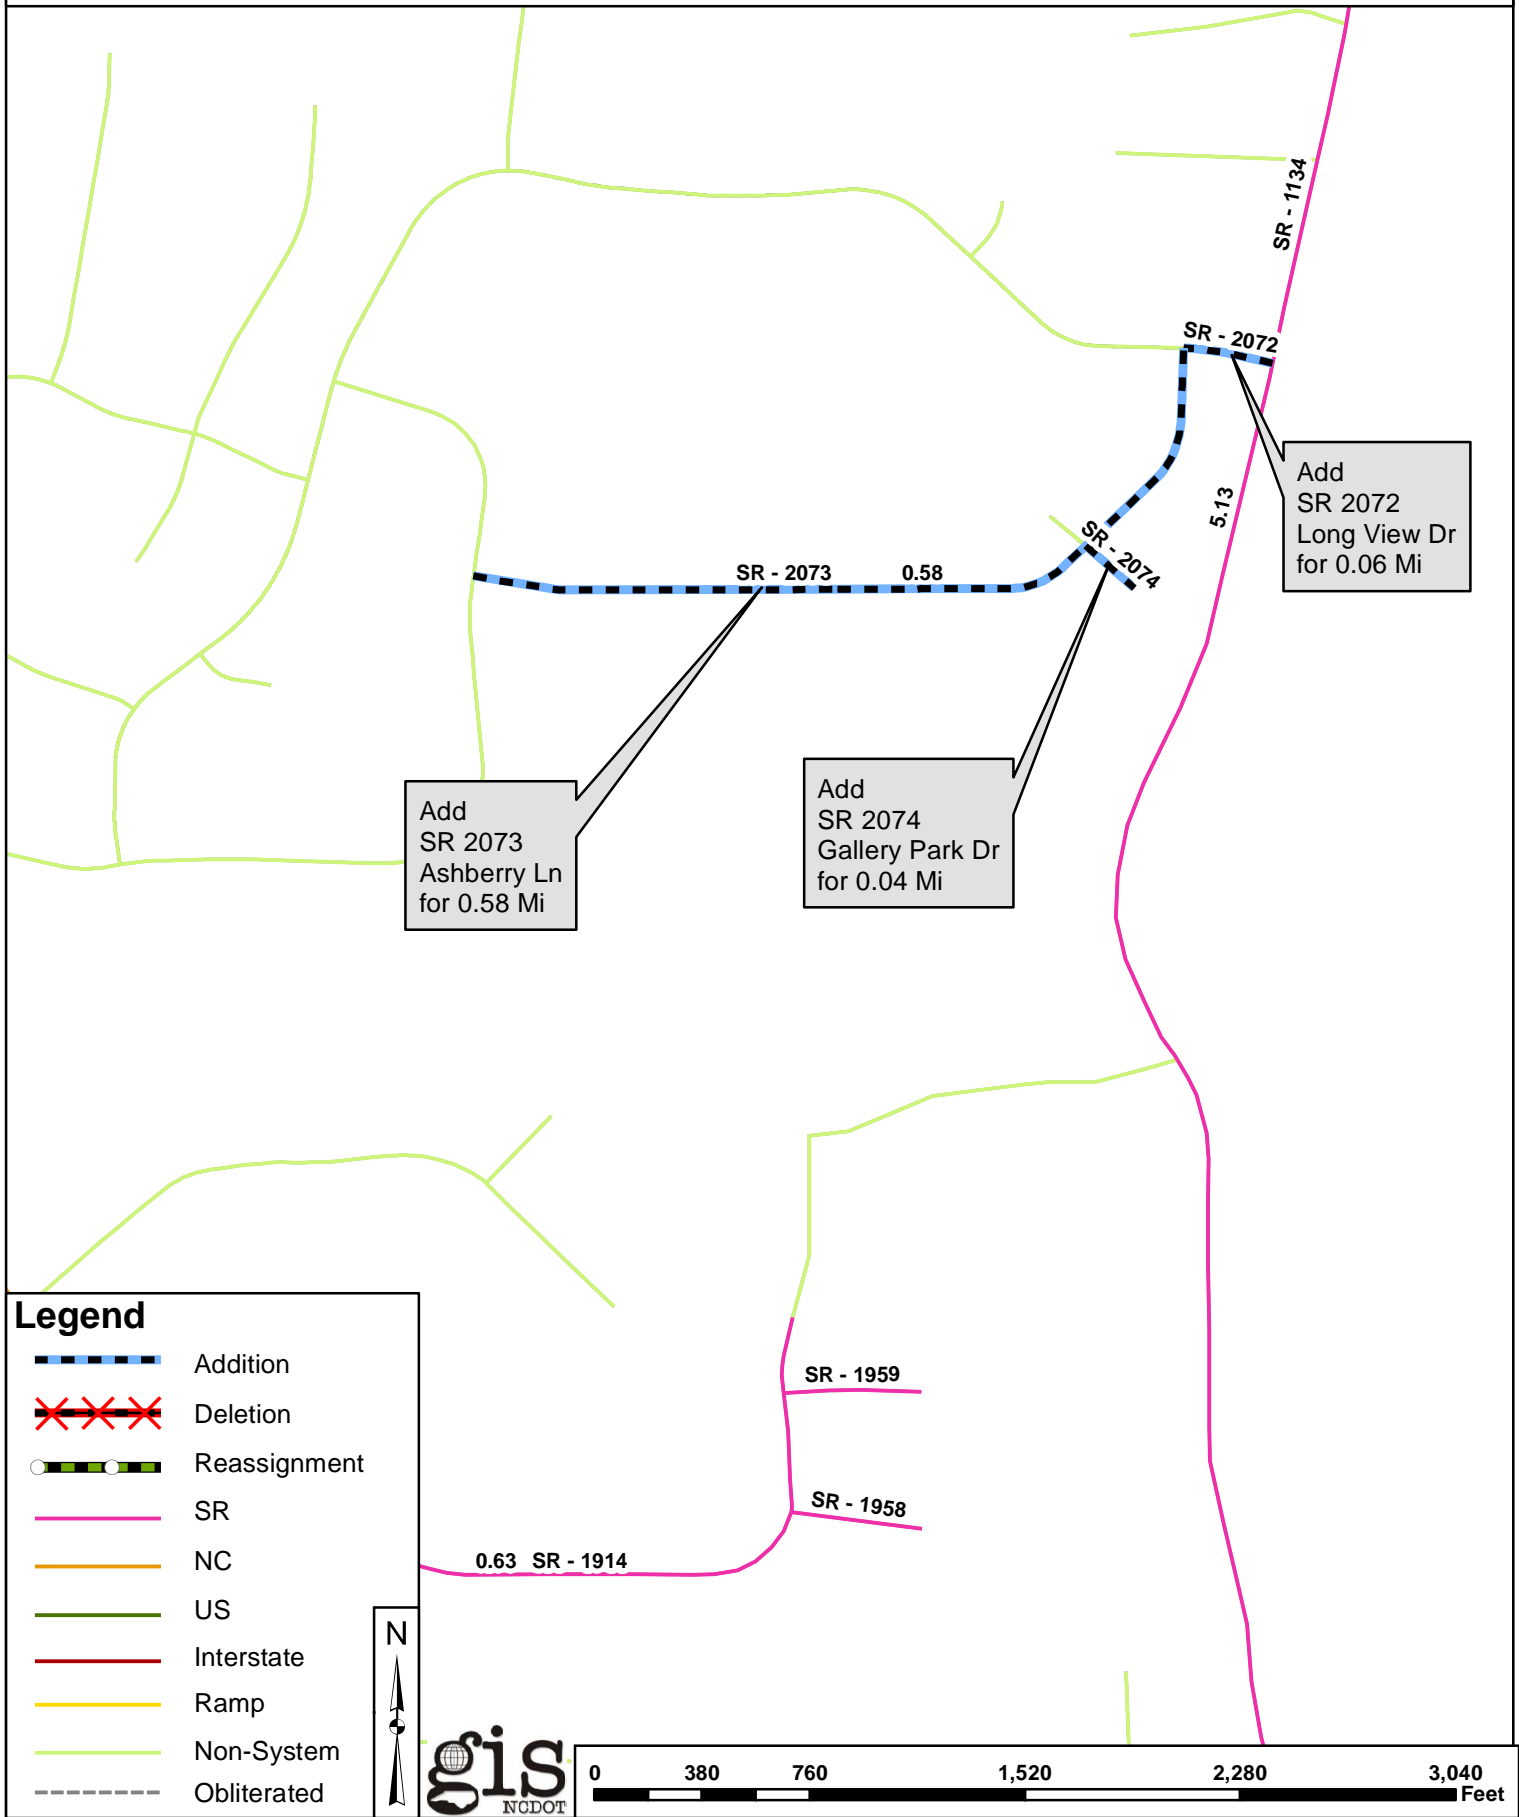 SR - 1134
SR - 2072
5.13
Add
SR 2072
Long View Dr
for 0.06 Mi
SR - 2074
SR - 2073 0.58
Add
SR 2073
Ashberry Ln
for 0.58 Mi
Add
SR 2074
Gallery Park Dr
for 0.04 Mi
SR - 1959
SR - 1958
0.63 SR - 1914
Legend
Addition
Deletion
Reassignment
SR
NC
US
Interstate
Ramp
Non-System
Obliterated
N
gis
NCDOT
0 380 760 1,520 2,280 3,040
Feet